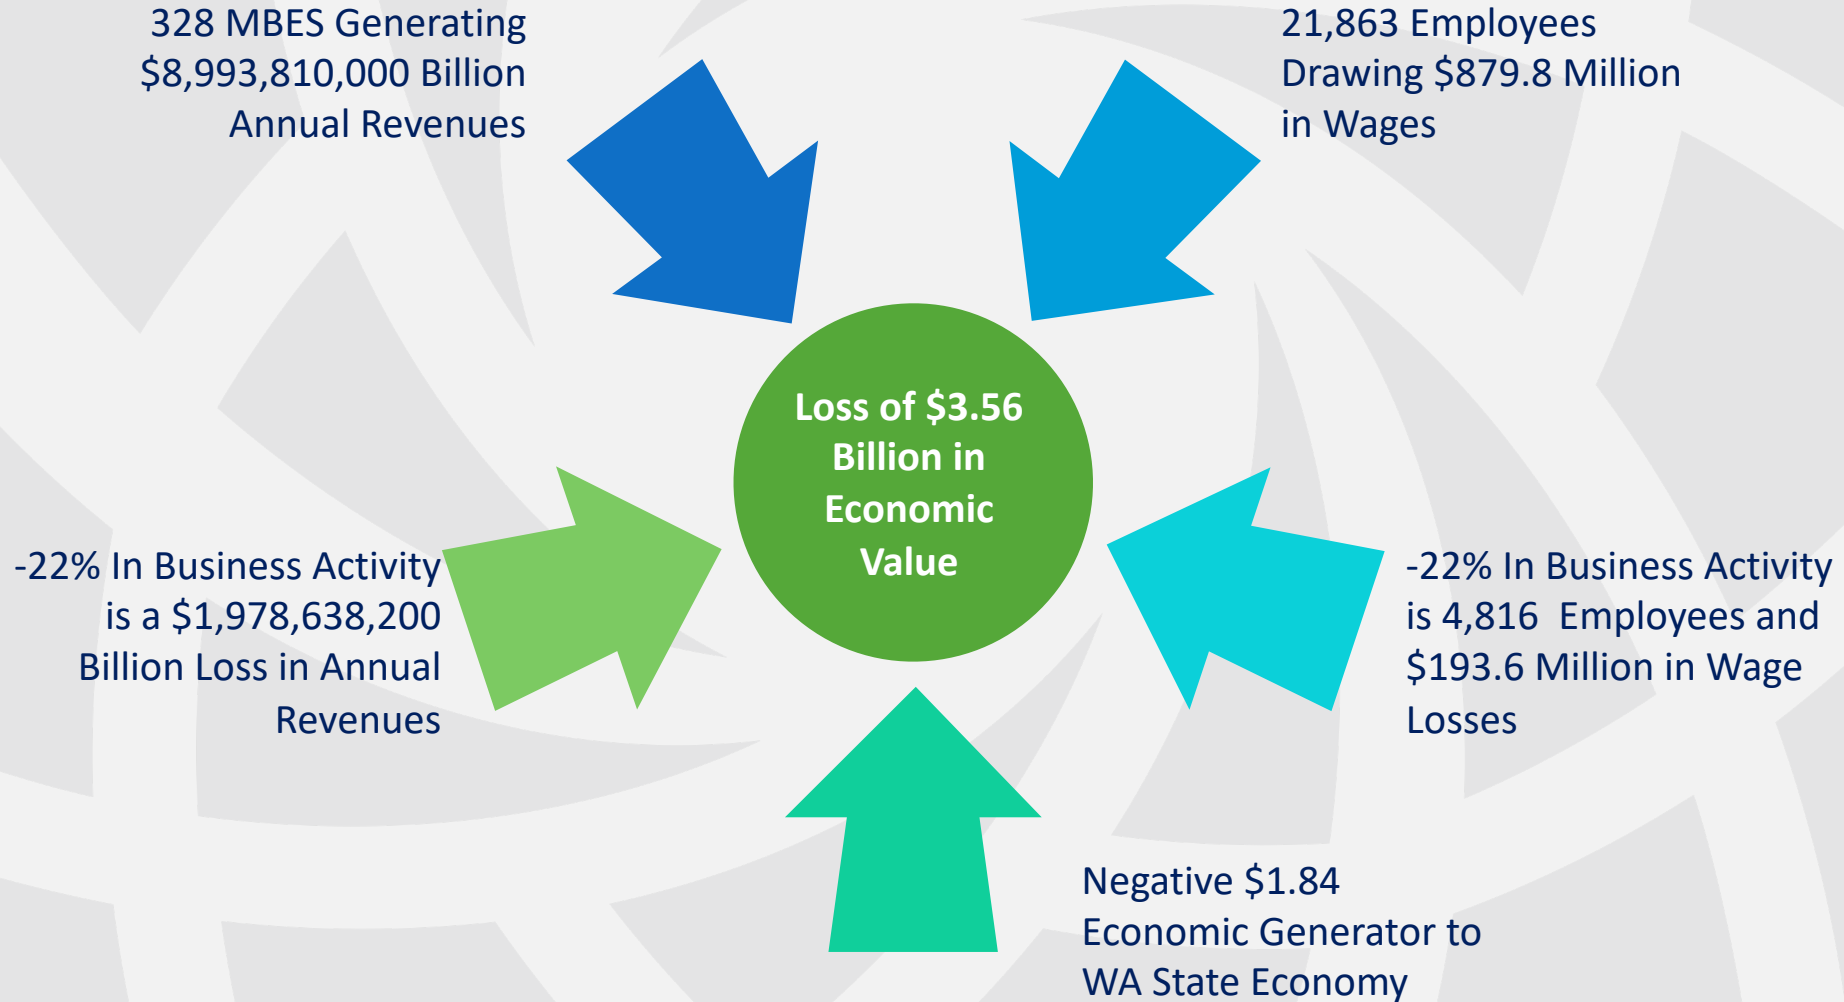 328 MBES Generating
$8,993,810,000 Billion
Annual Revenues
21,863 Employees
Drawing $879.8 Million
in Wages
Loss of $3.56
Billion in
Economic
Value
-22% In Business Activity
is a $1,978,638,200
Billion Loss in Annual
Revenues
-22% In Business Activity
is 4,816 Employees and
$193.6 Million in Wage
Losses
Negative $1.84
Economic Generator to
WA State Economy